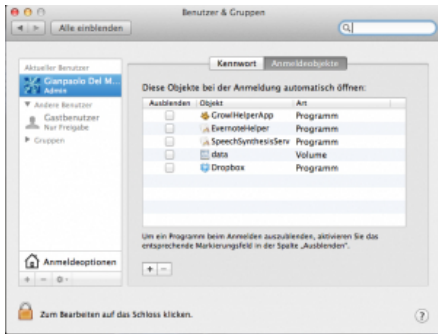 Benutzer & Gruppen
Alle einblenden
Kennwort Anmeldeobjekte
Aktueller Benutzer
Gianpaolo Del M...
Admin
Andere Benutzer
Gastbenutzer
Nur Freigabe
Gruppen
Anmeldeoptionen
Diese Objekte bei der Anmeldung automatisch öffnen:
Ausblenden Objekt Art
GrowlHelperApp Programm
EvernoteHelper Programm
SpeechSynthesisServ Programm
data Volume
Dropbox Programm
Um ein Programm beim Anmelden auszublenden, aktivieren Sie das
entsprechende Markierungsfeld in der Spalte „Ausblenden“.
Zum Bearbeiten auf das Schloss klicken.